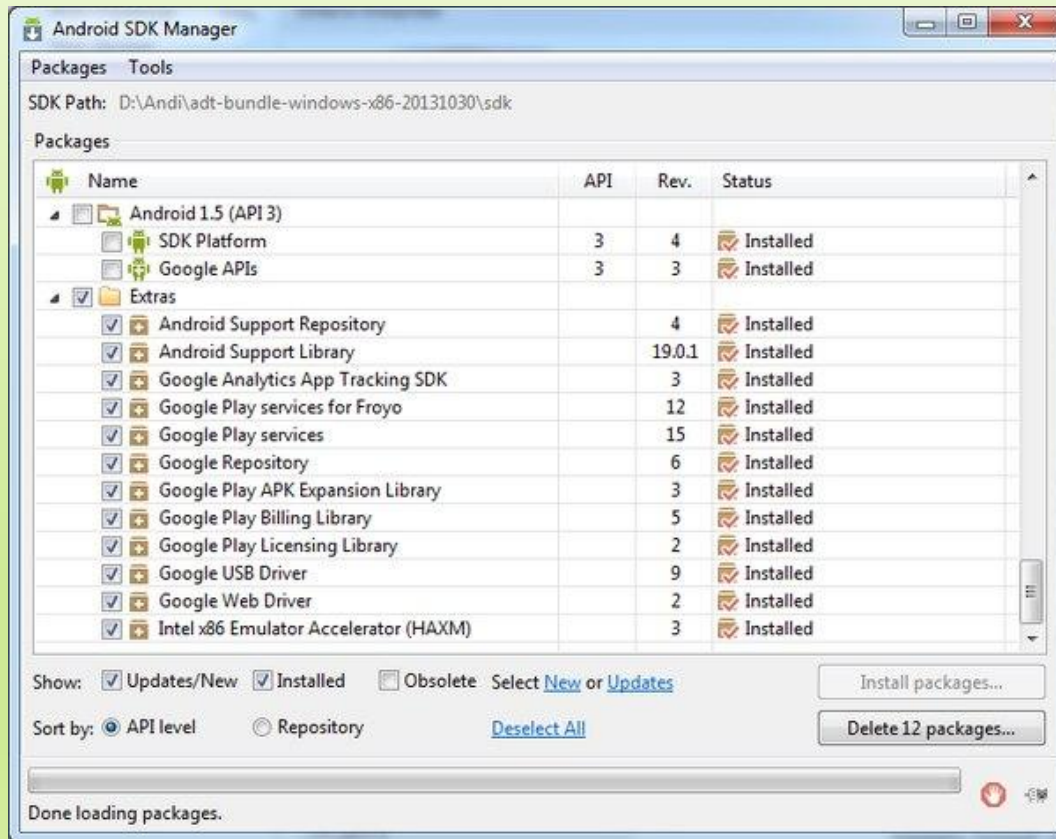 Android SDK Manager
Packages Tools
SDK Path: D:\Andi\adt-bundle-windows-x86-20131030\sdk
Packages
Name API Rev. Status
Android 1.5 (API 3)
SDK Platform 3 4 Installed
Google APIs 3 3 Installed
Extras
Android Support Repository 4 Installed
Android Support Library 19.0.1 Installed
Google Analytics App Tracking SDK 3 Installed
Google Play services for Froyo 12 Installed
Google Play services 15 Installed
Google Repository 6 Installed
Google Play APK Expansion Library 3 Installed
Google Play Billing Library 5 Installed
Google Play Licensing Library 2 Installed
Google USB Driver 9 Installed
Google Web Driver 2 Installed
Intel x86 Emulator Accelerator (HAXM) 3 Installed
Show: Updates/New Installed Obsolete Select New or Updates Install packages...
Sort by: API level Repository Deselect All Delete 12 packages...
Done loading packages.